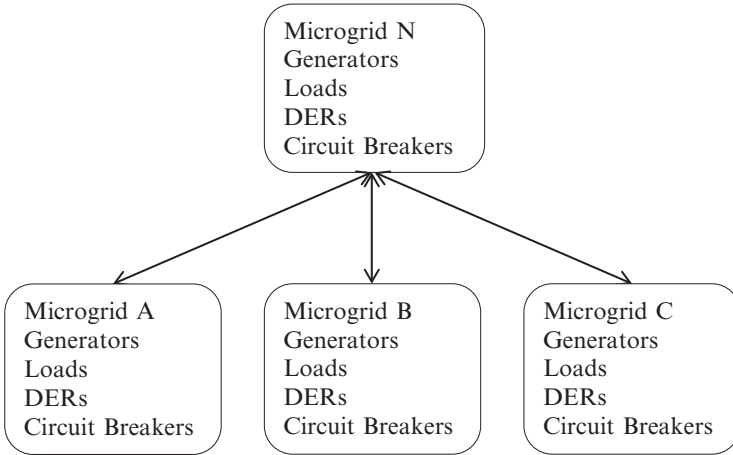 Microgrid N
Generators
Loads
DERs
Circuit Breakers
Microgrid A
Generators
Loads
DERs
Circuit Breakers
Microgrid B
Generators
Loads
DERs
Circuit Breakers
Microgrid C
Generators
Loads
DERs
Circuit Breakers